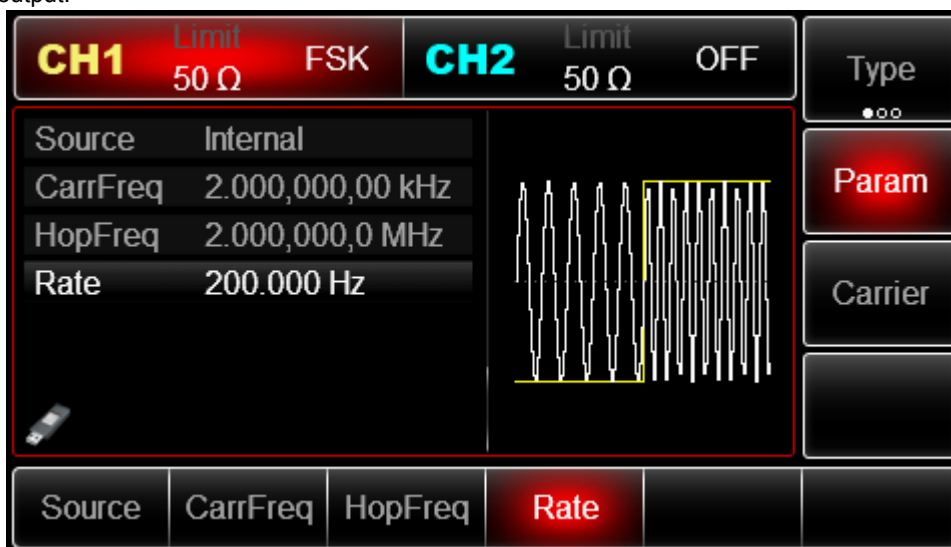 output.
CH1 Limit 50 Ω FSK
CH2 Limit 50 Ω OFF
Type
Param
Carrier
Source Internal
CarrFreq 2.000,000,00 kHz
HopFreq 2.000,000,0 MHz
Rate 200.000 Hz
Source CarrFreq HopFreq Rate